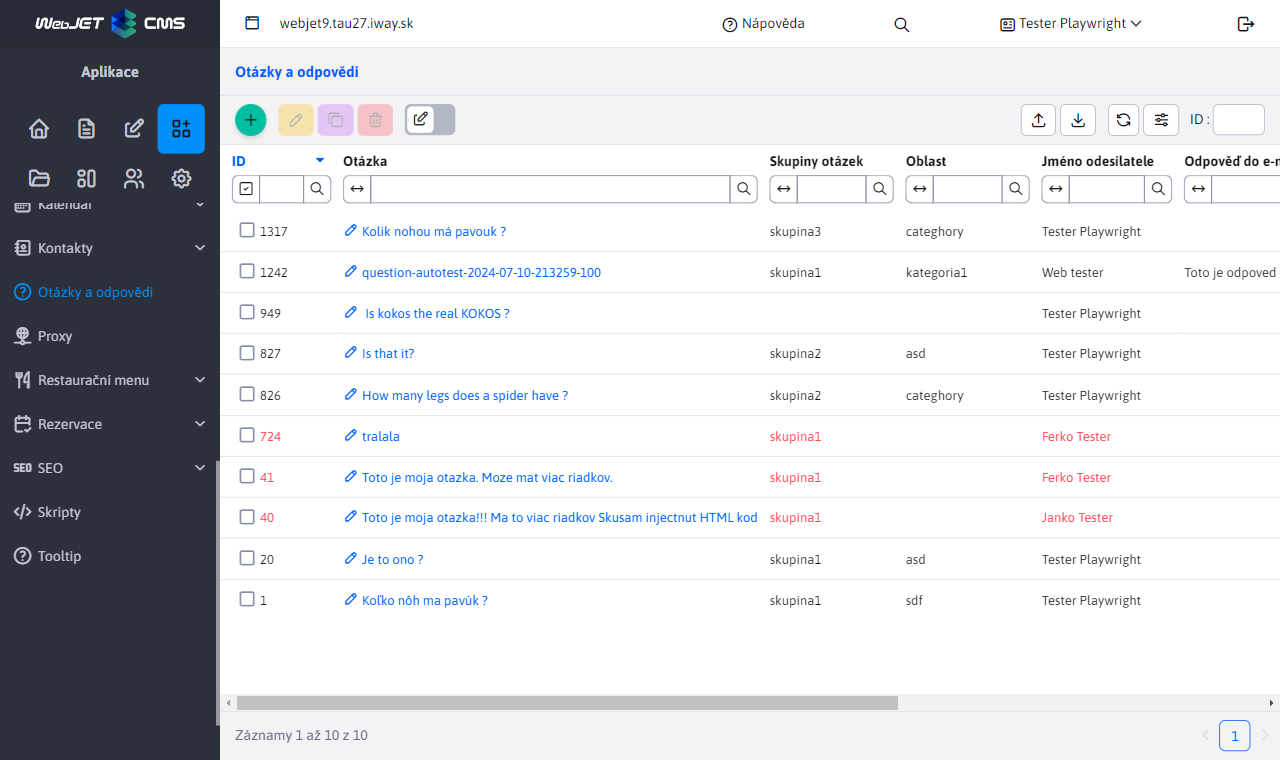 WebJET CMS
webjet9.tau27.iway.sk
Nápověda
Tester Playwright
Aplikace
Otázky a odpovědi
ID :
Kalendář
Kontakty
Otázky a odpovědi
Proxy
Restaurační menu
Rezervace
SEO SEO
Skripty
Tooltip
ID Otázka Skupiny otázek Oblast Jméno odesílatele Odpověď do e-m
1317 Kolik nohou má pavouk ? skupina3 categhory Tester Playwright
1242 question-autotest-2024-07-10-213259-100 skupina1 kategoria1 Web tester Toto je odpoved
949 Is kokos the real KOKOS ? Tester Playwright
827 Is that it? skupina2 asd Tester Playwright
826 How many legs does a spider have ? skupina2 categhory Tester Playwright
724 tralala skupina1 Ferko Tester
41 Toto je moja otazka. Moze mat viac riadkov. skupina1 Ferko Tester
40 Toto je moja otazka!!! Ma to viac riadkov Skusam injectnut HTML kod skupina1 Janko Tester
20 Je to ono ? skupina1 asd Tester Playwright
1 Koľko nôh ma pavúk ? skupina1 sdf Tester Playwright
Záznamy 1 až 10 z 10
1